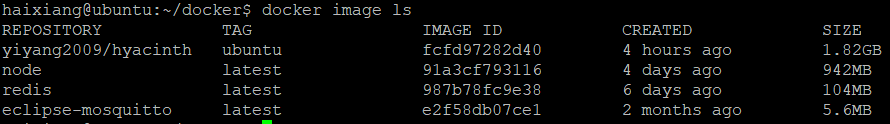 haixiang@ubuntu:~/docker$ docker image ls
REPOSITORY TAG IMAGE ID CREATED SIZE
yiyang2009/hyacinth ubuntu fcfd97282d40 4 hours ago 1.82GB
node latest 91a3cf793116 4 days ago 942MB
redis latest 987b78fc9e38 6 days ago 104MB
eclipse-mosquitto latest e2f58db07ce1 2 months ago 5.6MB